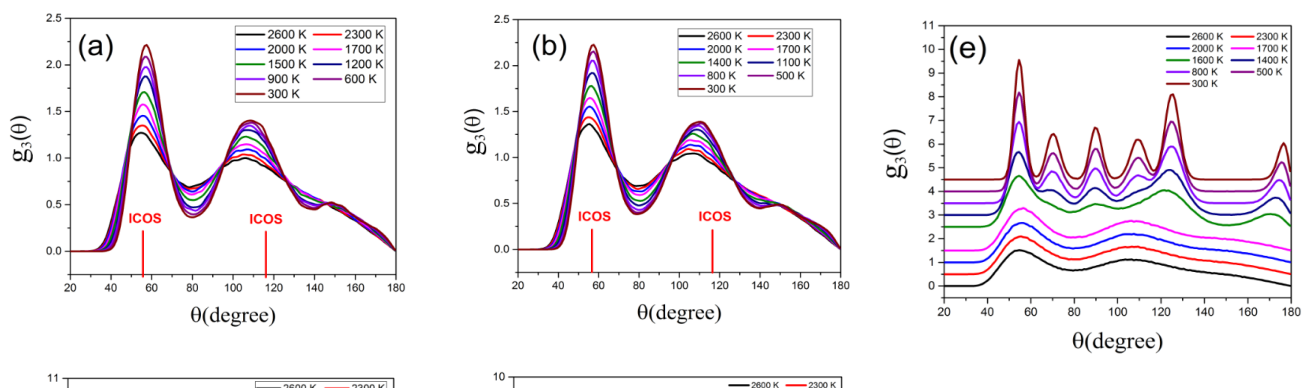 (a)
2600 K 2300 K
2000 K 1700 K
1500 K 1200 K
900 K 600 K
300 K
2.5
2.0
1.5
1.0
0.5
0.0
g3(θ)
ICOS
ICOS
20 40 60 80 100 120 140 160 180
θ(degree)
(b)
2600 K 2300 K
2000 K 1700 K
1400 K 1100 K
800 K 500 K
300 K
2.5
2.0
1.5
1.0
0.5
0.0
g3(θ)
ICOS
ICOS
20 40 60 80 100 120 140 160 180
θ(degree)
(e)
2600 K 2300 K
2000 K 1700 K
1600 K 1400 K
800 K 500 K
300 K
11
10
9
8
7
6
5
4
3
2
1
0
g3(θ)
20 40 60 80 100 120 140 160 180
θ(degree)
11
2600 K 2300 K
10
2600 K 2300 K